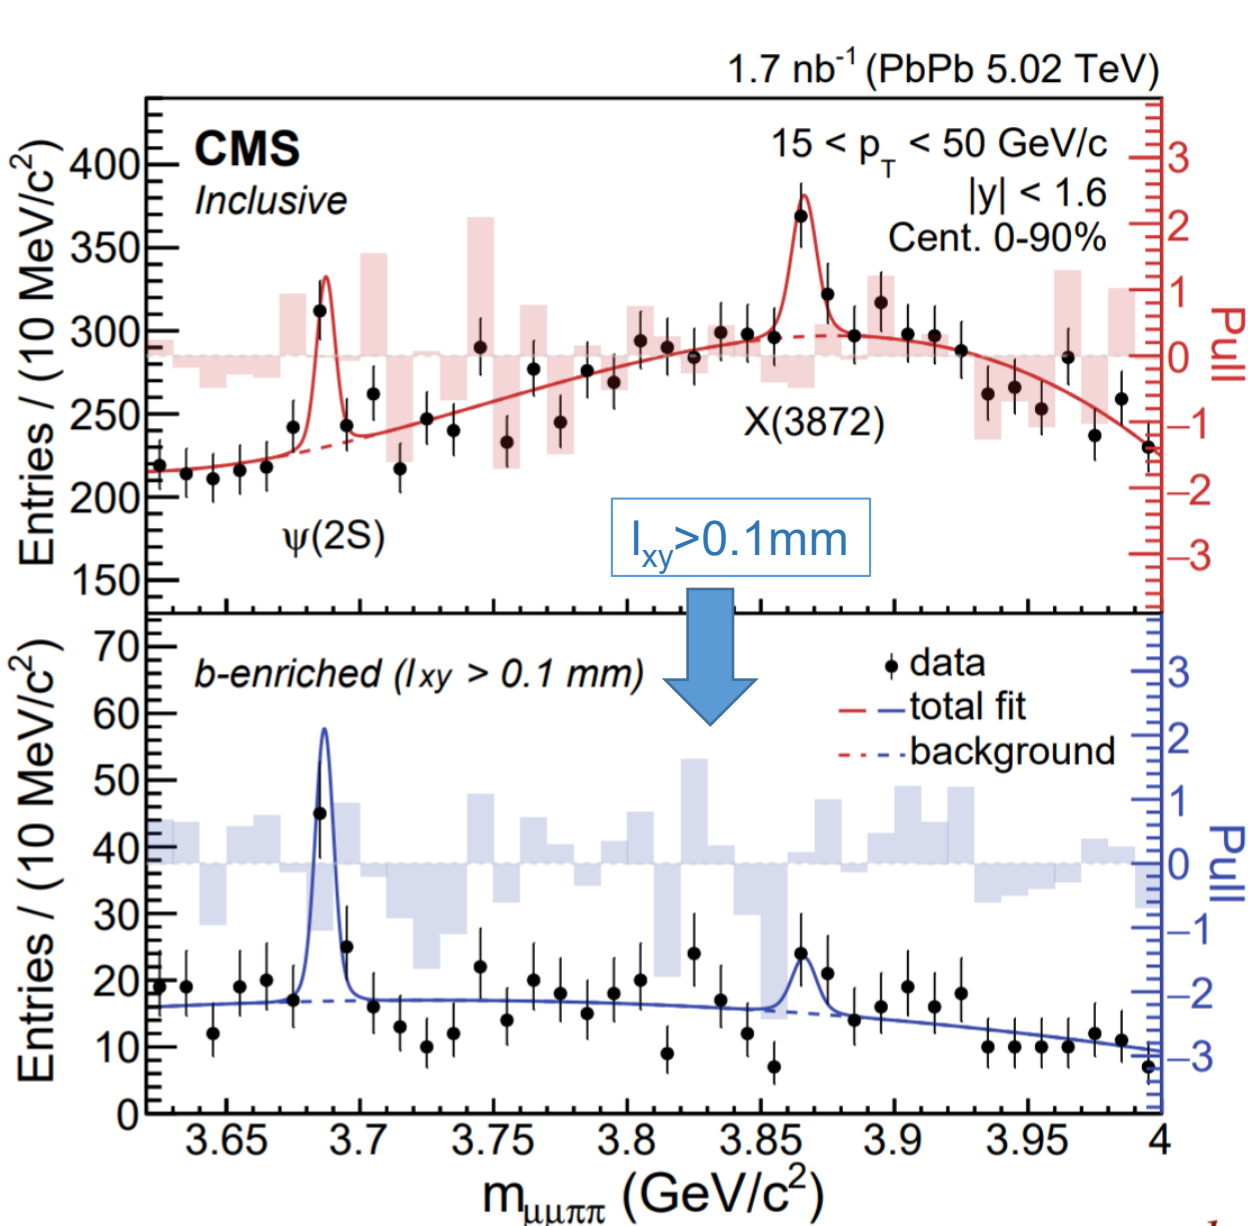 1.7 nb-1 (PbPb 5.02 TeV)
CMS
Inclusive
15 < pT < 50 GeV/c
|y| < 1.6
Cent. 0-90%
Entries / (10 MeV/c2)
400
350
300
250
200
150
3
2
1
0
−1
−2
−3
Pull
X(3872)
ψ(2S)
lxy>0.1mm
b-enriched (lxy > 0.1 mm)
data
total fit
background
Entries / (10 MeV/c2)
70
60
50
40
30
20
10
0
3
2
1
0
−1
−2
−3
Pull
3.65 3.7 3.75 3.8 3.85 3.9 3.95 4
mμμππ (GeV/c2)